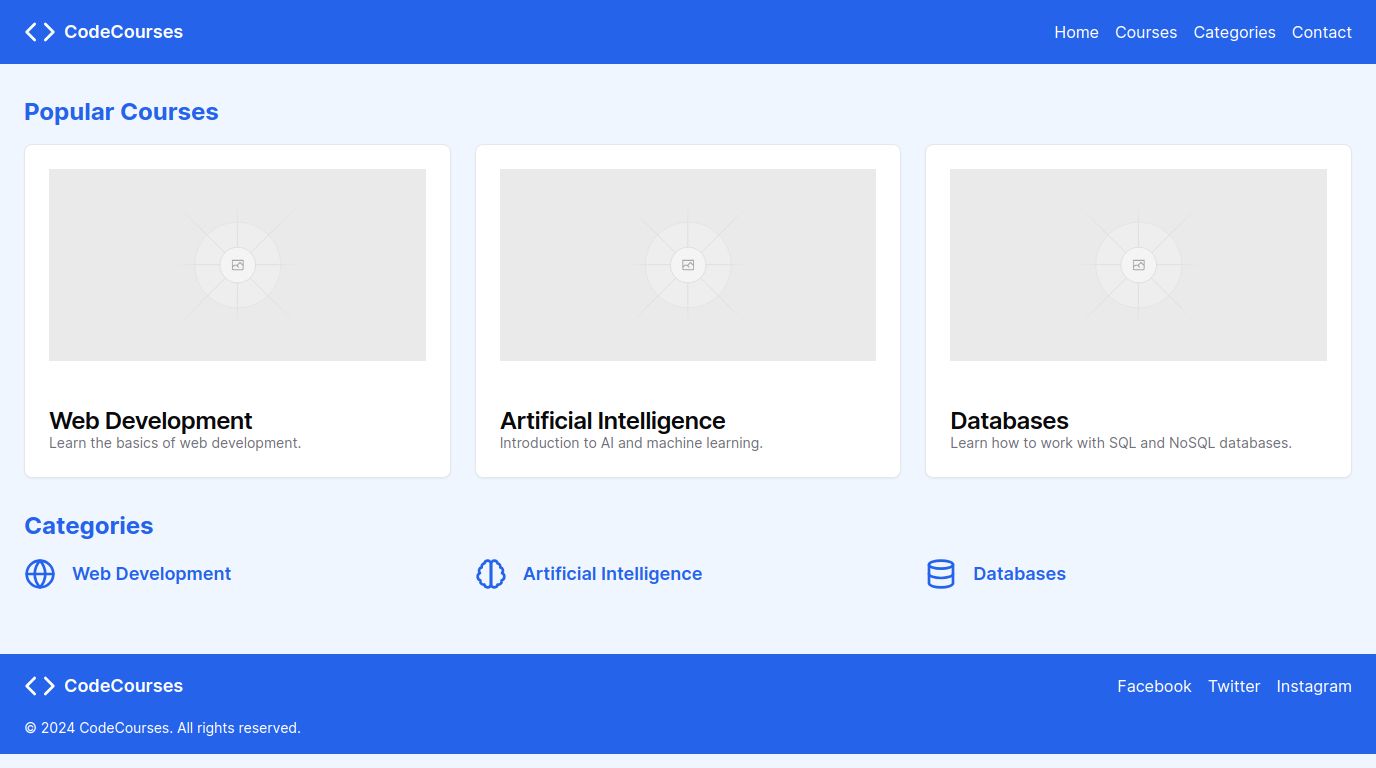 CodeCourses
Home Courses Categories Contact
Popular Courses
Web Development
Learn the basics of web development.
Artificial Intelligence
Introduction to AI and machine learning.
Databases
Learn how to work with SQL and NoSQL databases.
Categories
Web Development
Artificial Intelligence
Databases
CodeCourses
Facebook Twitter Instagram
© 2024 CodeCourses. All rights reserved.